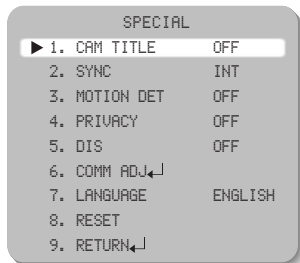 SPECIAL
▶ 1. CAM TITLE OFF
2. SYNC INT
3. MOTION DET OFF
4. PRIVACY OFF
5. DIS OFF
6. COMM ADJ↵
7. LANGUAGE ENGLISH
8. RESET
9. RETURN↵